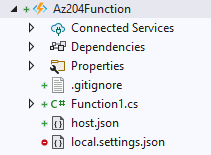 Az204Function
Connected Services
Dependencies
Properties
.gitignore
C# Function1.cs
host.json
local.settings.json